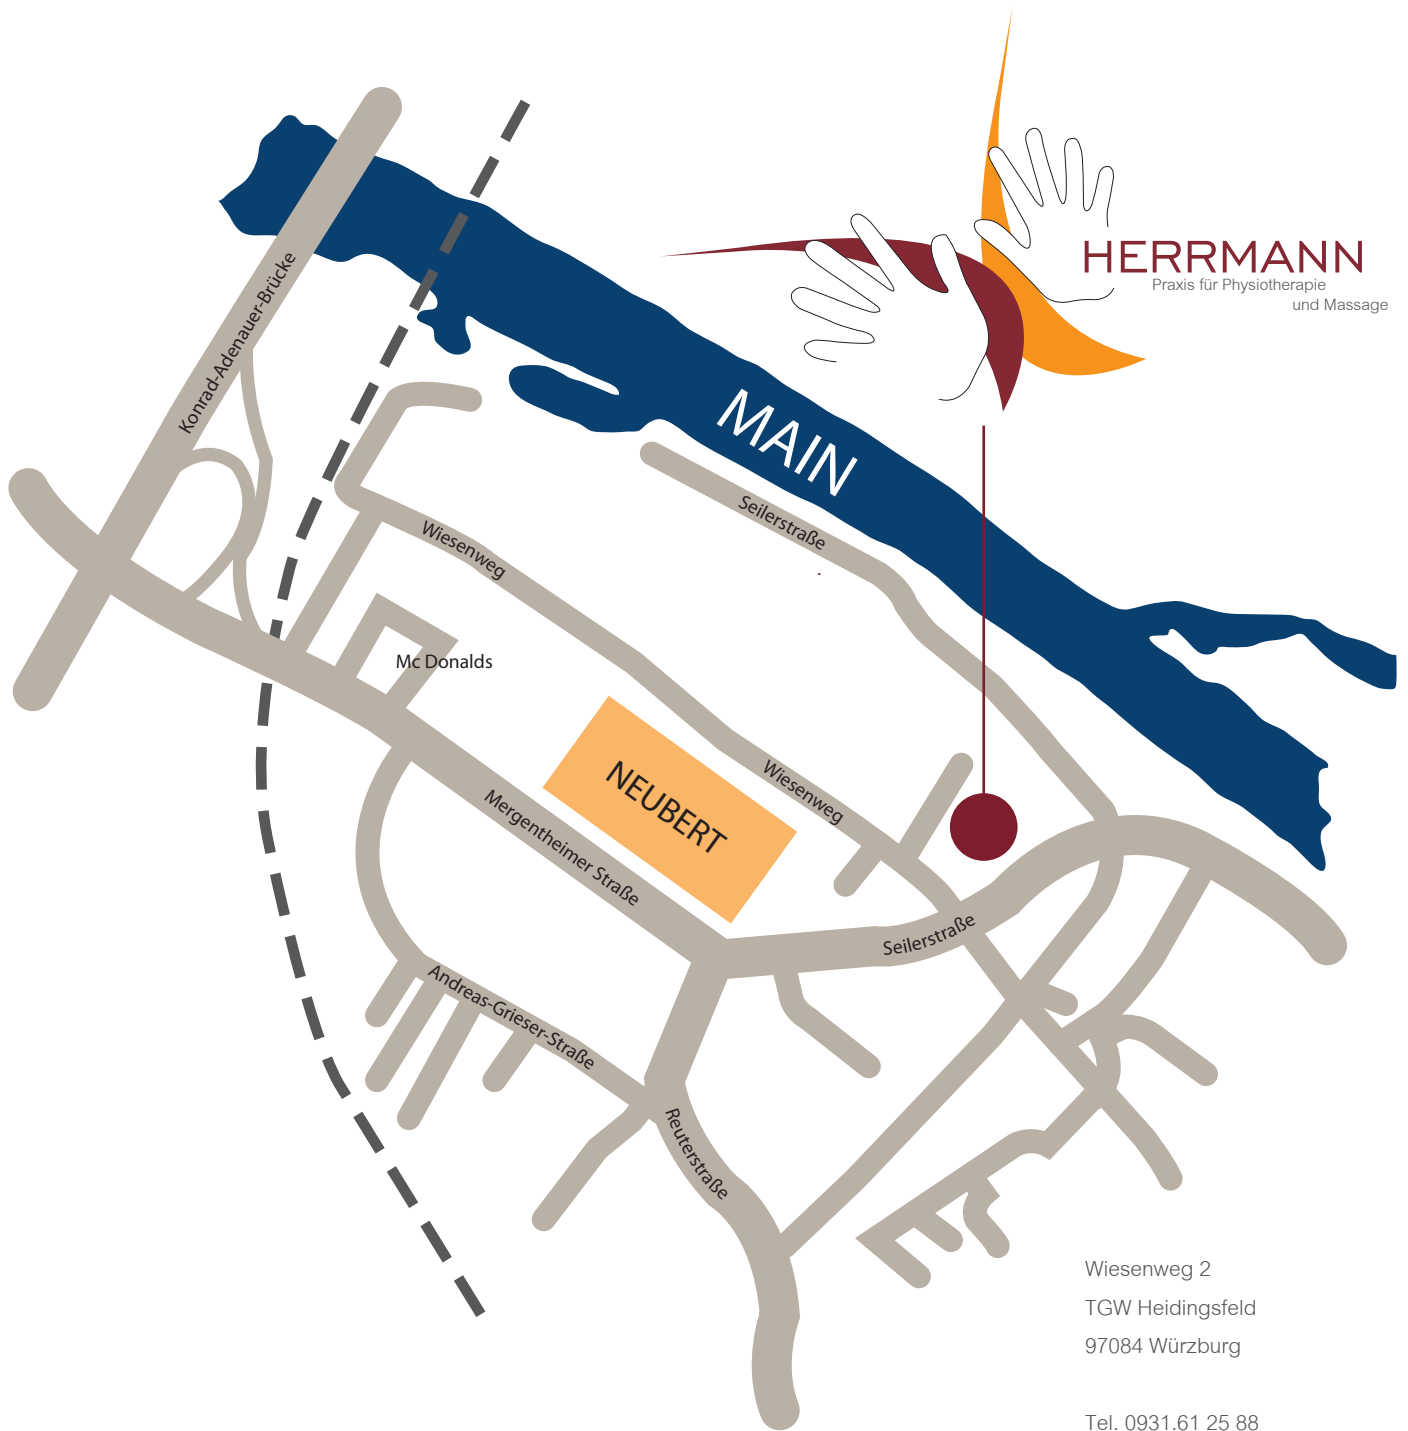 HERRMANN
Praxis für Physiotherapie
und Massage
Konrad-Adenauer-Brücke
MAIN
Seilerstraße
Wiesenweg
Mc Donalds
NEUBERT
Wiesenweg
Mergentheimer Straße
Seilerstraße
Andreas-Grieser-Straße
Reuterstraße
Wiesenweg 2
TGW Heidingsfeld
97084 Würzburg
Tel. 0931.61 25 88